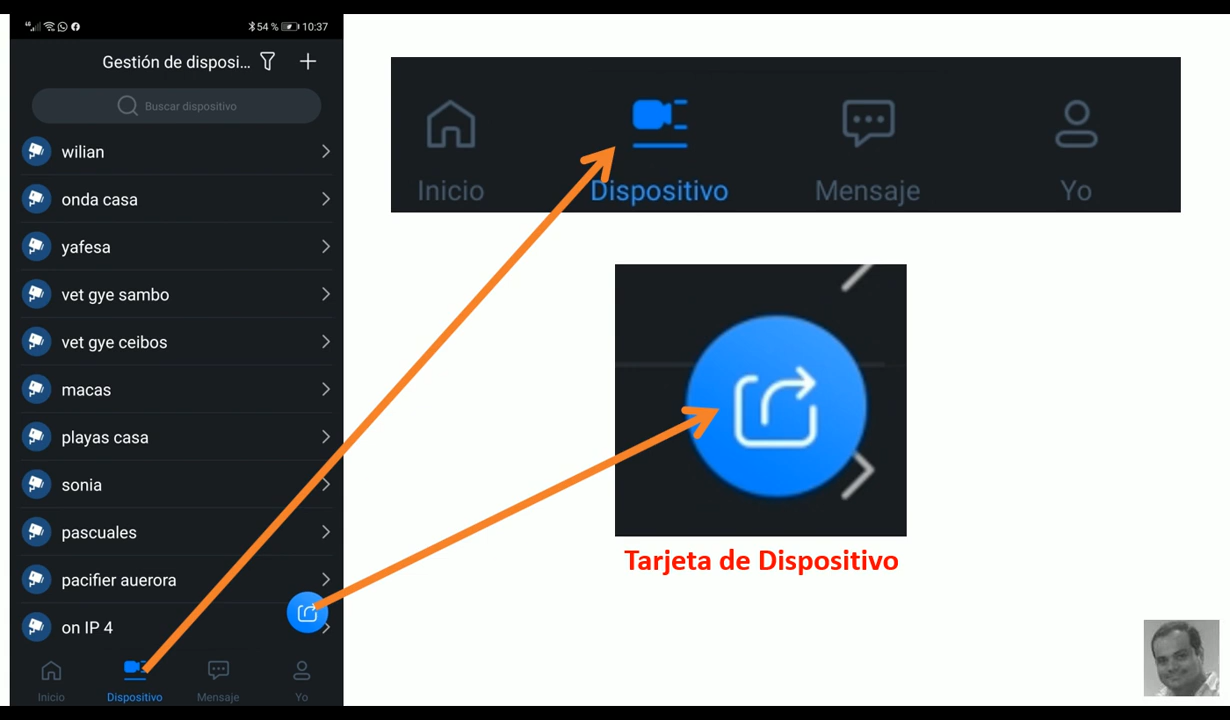 54 % 10:37
Gestión de disposi...
Buscar dispositivo
wilian
onda casa
yafesa
vet gye sambo
vet gye ceibos
macas
playas casa
sonia
pascuales
pacifier auerora
on IP 4
Inicio
Dispositivo
Mensaje
Yo
Inicio
Dispositivo
Mensaje
Yo
Tarjeta de Dispositivo